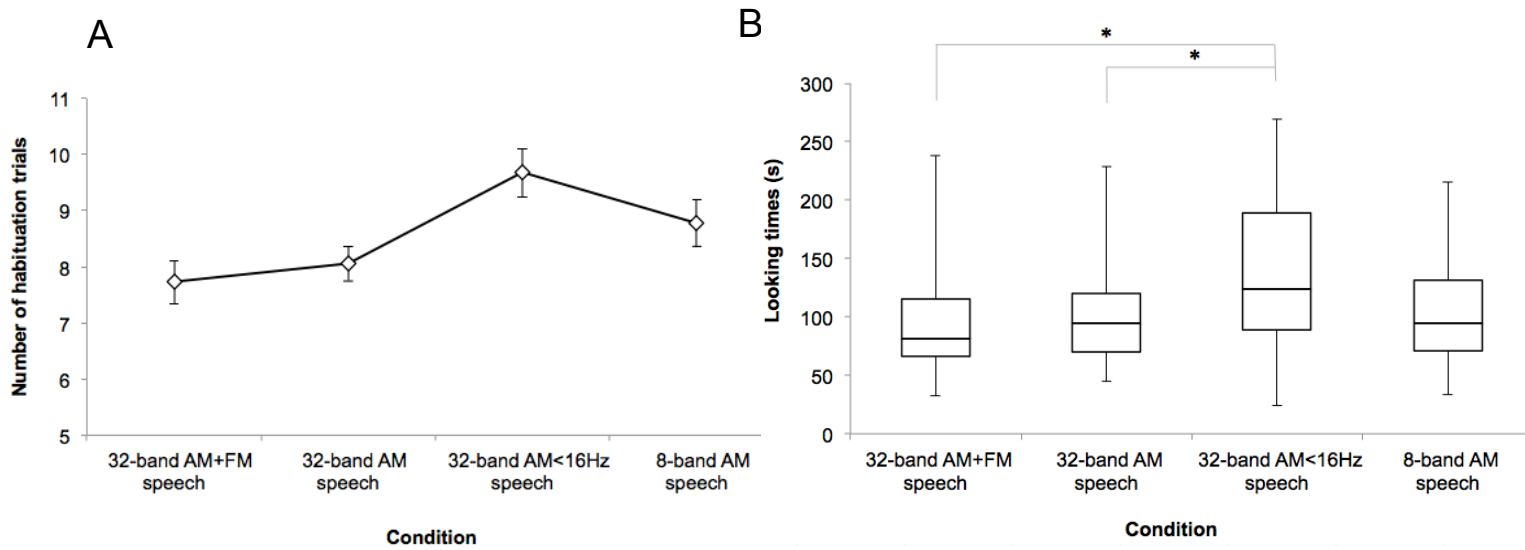 A
Number of habituation trials
11
10
9
8
7
6
5
32-band AM+FM
speech
32-band AM
speech
32-band AM<16Hz
speech
8-band AM
speech
Condition
B
*
*
Looking times (s)
300
250
200
150
100
50
0
32-band AM+FM
speech
32-band AM
speech
32-band AM<16Hz
speech
8-band AM
speech
Condition